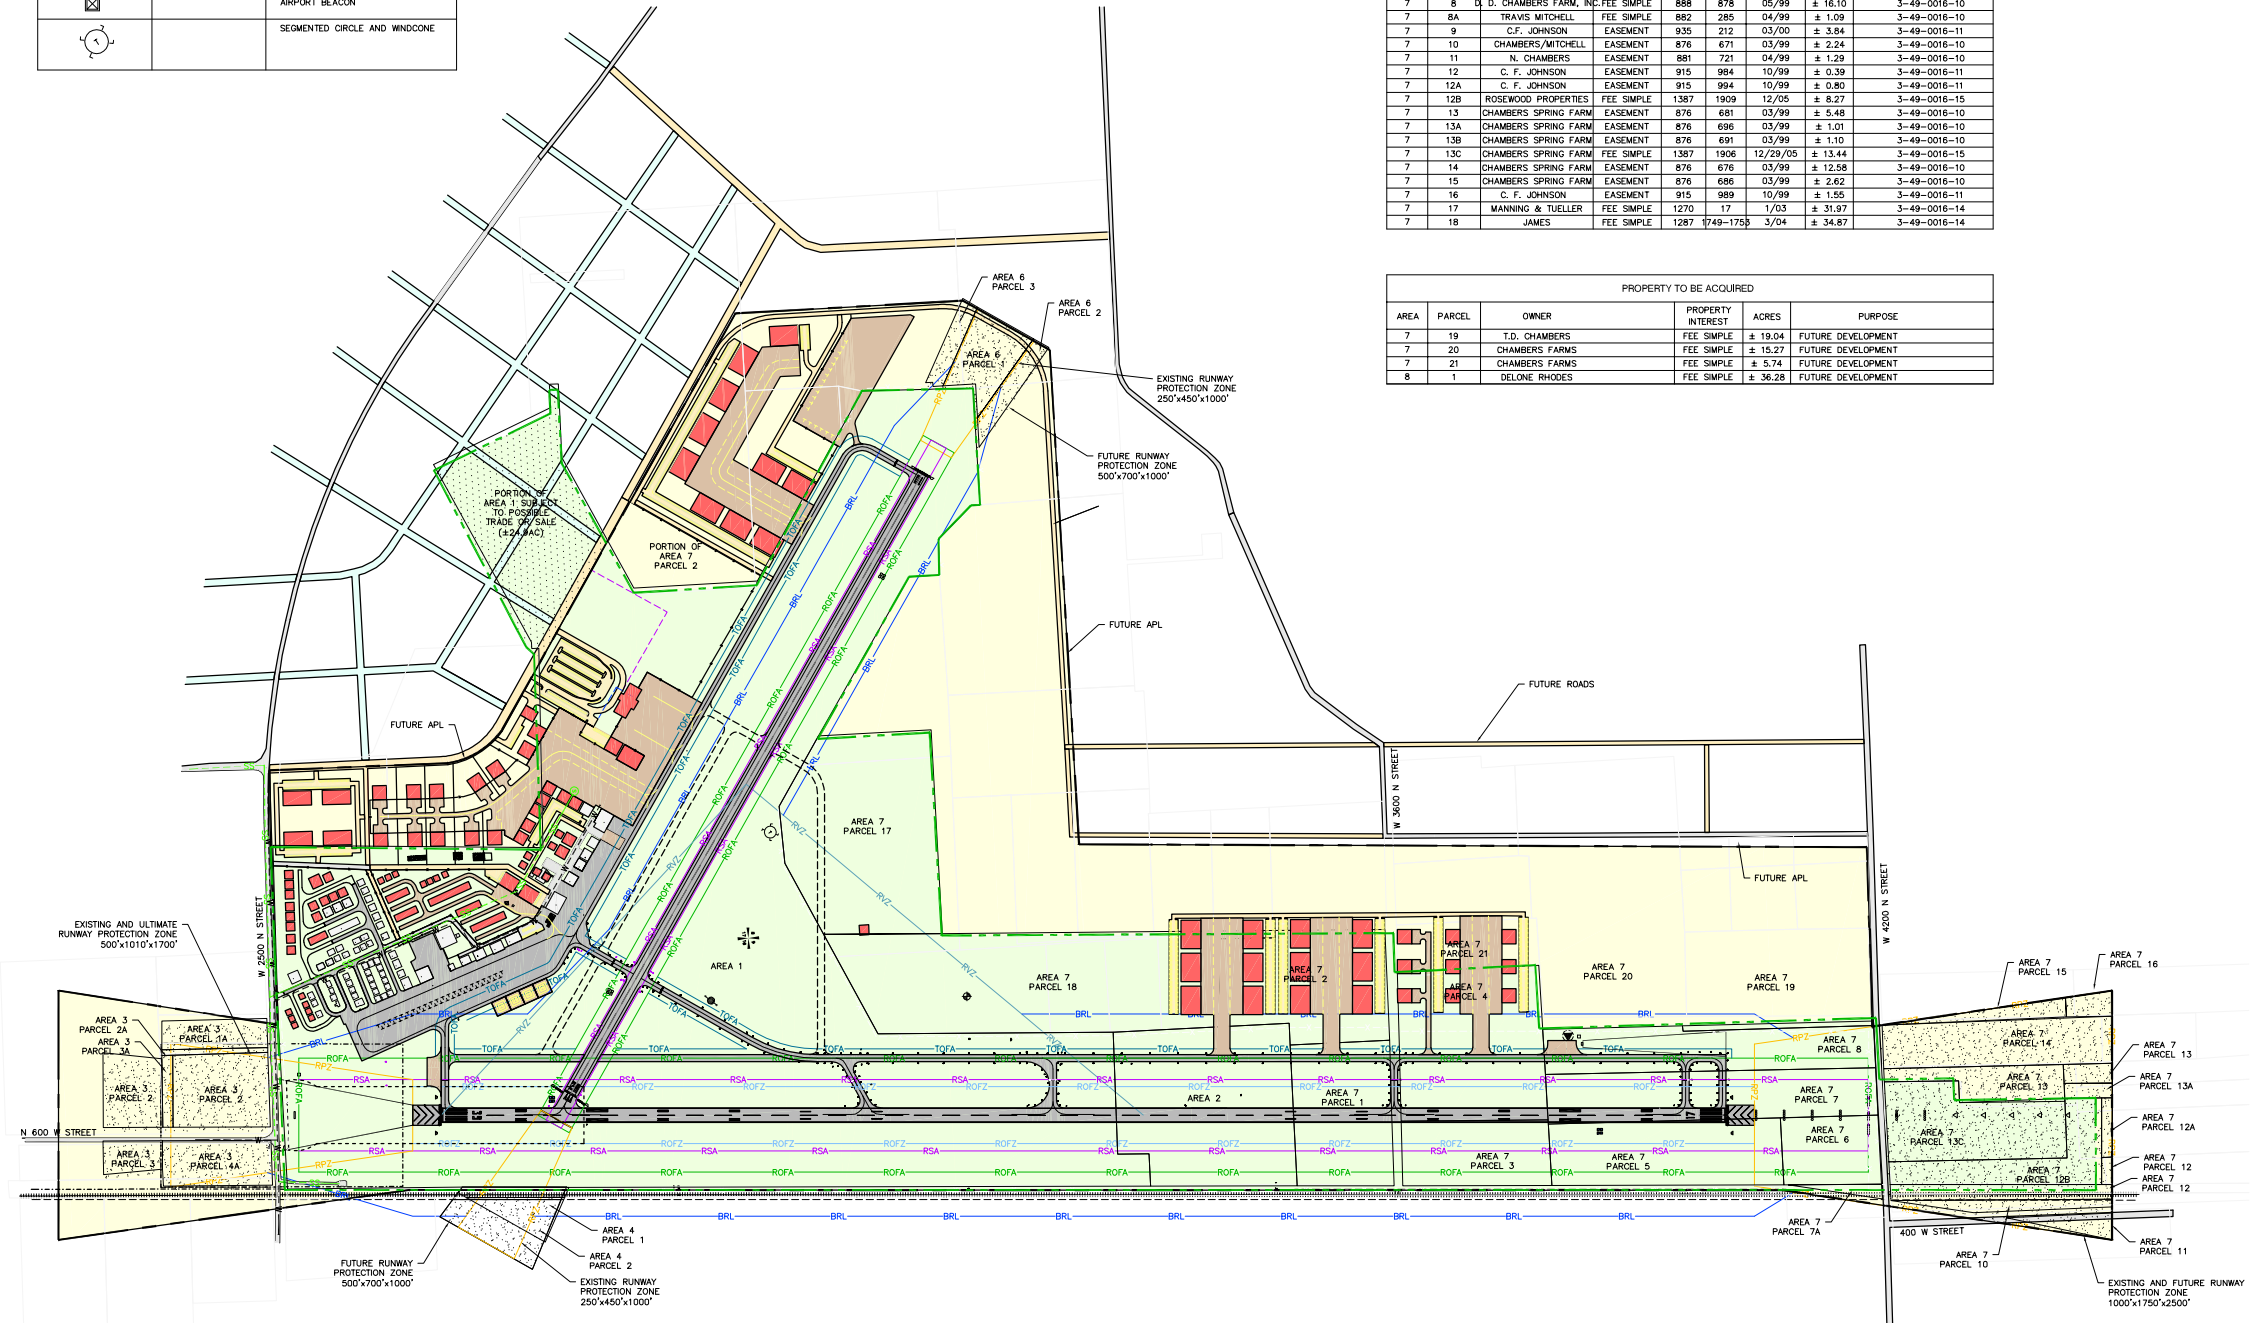 AIRPORT BEACON
SEGMENTED CIRCLE AND WINDCONE
7 8 D. D. CHAMBERS FARM, INC. FEE SIMPLE 888 878 05/99 ± 16.10 3-49-0016-10
7 8A TRAVIS MITCHELL FEE SIMPLE 882 285 04/99 ± 1.09 3-49-0016-10
7 9 C.F. JOHNSON EASEMENT 935 212 03/00 ± 3.84 3-49-0016-11
7 10 CHAMBERS/MITCHELL EASEMENT 876 671 03/99 ± 2.24 3-49-0016-10
7 11 N. CHAMBERS EASEMENT 881 721 04/99 ± 1.29 3-49-0016-10
7 12 C. F. JOHNSON EASEMENT 915 984 10/99 ± 0.39 3-49-0016-11
7 12A C. F. JOHNSON EASEMENT 915 994 10/99 ± 0.80 3-49-0016-11
7 12B ROSEWOOD PROPERTIES FEE SIMPLE 1387 1909 12/05 ± 8.27 3-49-0016-15
7 13 CHAMBERS SPRING FARM EASEMENT 876 681 03/99 ± 5.48 3-49-0016-10
7 13A CHAMBERS SPRING FARM EASEMENT 876 696 03/99 ± 1.01 3-49-0016-10
7 13B CHAMBERS SPRING FARM EASEMENT 876 691 03/99 ± 1.10 3-49-0016-10
7 13C CHAMBERS SPRING FARM FEE SIMPLE 1387 1906 12/29/05 ± 13.44 3-49-0016-15
7 14 CHAMBERS SPRING FARM EASEMENT 876 676 03/99 ± 12.58 3-49-0016-10
7 15 CHAMBERS SPRING FARM EASEMENT 876 686 03/99 ± 2.62 3-49-0016-10
7 16 C. F. JOHNSON EASEMENT 915 989 10/99 ± 1.55 3-49-0016-11
7 17 MANNING & TUELLER FEE SIMPLE 1270 17 1/03 ± 31.97 3-49-0016-14
7 18 JAMES FEE SIMPLE 1287 1749-1753 3/04 ± 34.87 3-49-0016-14
PROPERTY TO BE ACQUIRED
AREA PARCEL OWNER PROPERTY INTEREST ACRES PURPOSE
7 19 T.D. CHAMBERS FEE SIMPLE ± 19.04 FUTURE DEVELOPMENT
7 20 CHAMBERS FARMS FEE SIMPLE ± 15.27 FUTURE DEVELOPMENT
7 21 CHAMBERS FARMS FEE SIMPLE ± 5.74 FUTURE DEVELOPMENT
8 1 DELONE RHODES FEE SIMPLE ± 36.28 FUTURE DEVELOPMENT
AREA 6
PARCEL 3
AREA 6
PARCEL 2
AREA 6
PARCEL 1
EXISTING RUNWAY
PROTECTION ZONE
250'x450'x1000'
FUTURE RUNWAY
PROTECTION ZONE
500'x700'x1000'
PORTION OF
AREA 1 SUBJECT
TO POSSIBLE
TRADE OR SALE
PORTION OF
AREA 7
PARCEL 2
FUTURE APL
FUTURE ROADS
FUTURE APL
W 3600 N STREET
W 4200 N STREET
W 2500 N STREET
FUTURE APL
AREA 7
PARCEL 17
AREA 1
AREA 7
PARCEL 18
AREA 7
PARCEL 2
AREA 7
PARCEL 21
AREA 7
PARCEL 4
AREA 7
PARCEL 20
AREA 7
PARCEL 19
AREA 7
PARCEL 8
AREA 7
PARCEL 7
AREA 7
PARCEL 6
AREA 7
PARCEL 5
AREA 7
PARCEL 3
AREA 7
PARCEL 1
AREA 2
EXISTING AND ULTIMATE
RUNWAY PROTECTION ZONE
500'x1010'x1700'
AREA 3
PARCEL 2A
AREA 3
PARCEL 3A
AREA 3
PARCEL 1A
AREA 3
PARCEL 2
AREA 3
PARCEL 2
AREA 3
PARCEL 3
AREA 3
PARCEL 4A
N 600 W STREET
AREA 7
PARCEL 15
AREA 7
PARCEL 16
AREA 7
PARCEL 14
AREA 7
PARCEL 13
AREA 7
PARCEL 13
AREA 7
PARCEL 13A
AREA 7
PARCEL 13C
AREA 7
PARCEL 12A
AREA 7
PARCEL 12
AREA 7
PARCEL 12
AREA 7
PARCEL 12B
AREA 7
PARCEL 11
AREA 7
PARCEL 10
AREA 7
PARCEL 7A
400 W STREET
AREA 4
PARCEL 1
AREA 4
PARCEL 2
FUTURE RUNWAY
PROTECTION ZONE
500'x700'x1000'
EXISTING RUNWAY
PROTECTION ZONE
250'x450'x1000'
EXISTING AND FUTURE RUNWAY
PROTECTION ZONE
1000'x1750'x2500'
BRL
ROFA
RSA
TOFA
RVZ
ROFZ
RPZ
17